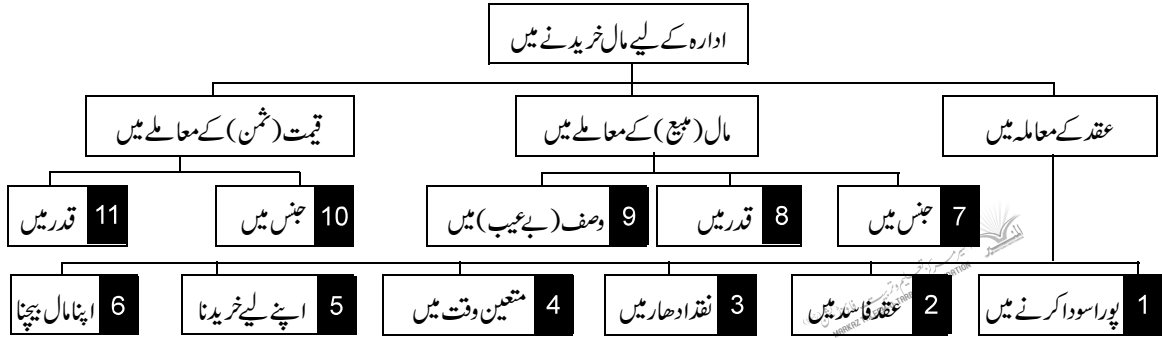 ادارہ کے لیے مال خریدنے میں
عقد کے معاملہ میں
مال (مبیع) کے معاملے میں
قیمت (ثمن) کے معاملے میں
7 جنس میں
8 قدر میں
9 وصف (بے عیب) میں
10 جنس میں
11 قدر میں
1 پورا سودا کرنے میں
2 عقد فاسد میں
3 نقد ادھار میں
4 متعین وقت میں
5 اپنے لیے خریدنا
6 اپنا مال بیچنا